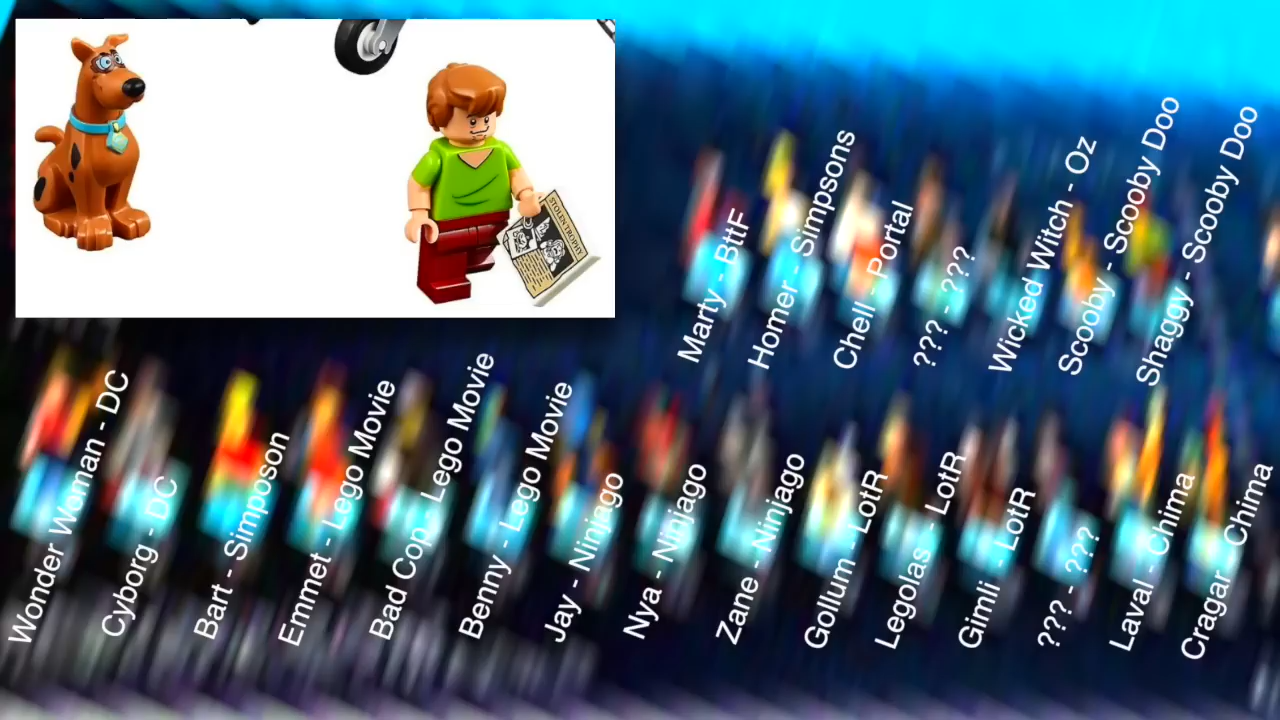 STOLEN TROPHY
Marty - BttF
Homer - Simpsons
Chell - Portal
??? - ???
Wicked Witch - Oz
Scooby - Scooby Doo
Shaggy - Scooby Doo
Wonder Woman - DC
Cyborg - DC
Bart - Simposon
Emmet - Lego Movie
Bad Cop - Lego Movie
Benny - Lego Movie
Jay - Ninjago
Nya - Ninjago
Zane - Ninjago
Gollum - LotR
Legolas - LotR
Gimli - LotR
??? - ???
Laval - Chima
Cragar - Chima